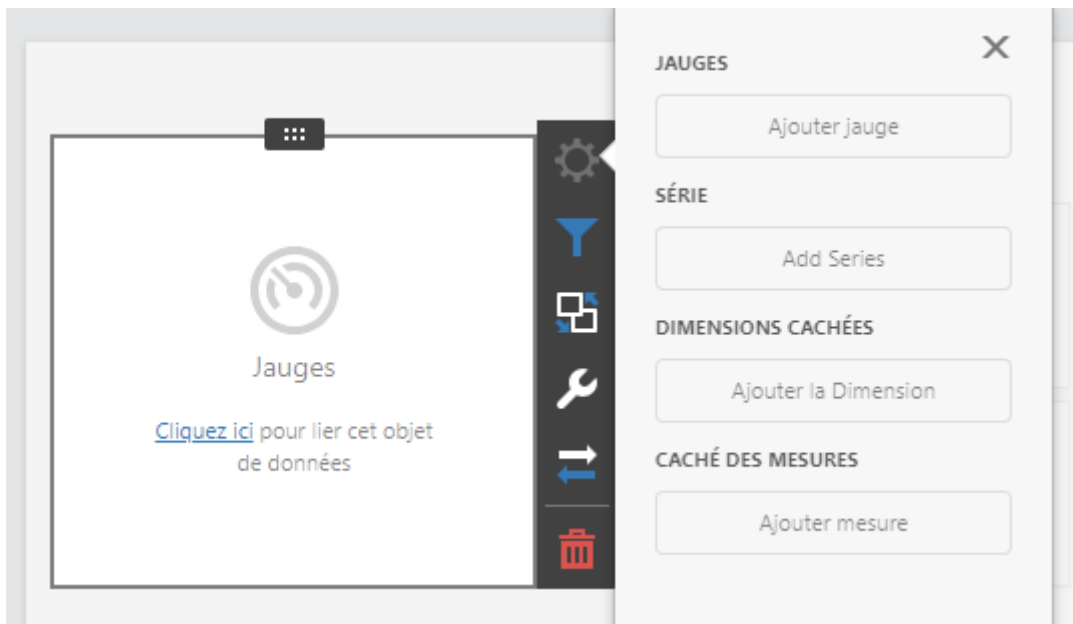 Jauges
Cliquez ici pour lier cet objet
de données
JAUGES
Ajouter jauge
SÉRIE
Add Series
DIMENSIONS CACHÉES
Ajouter la Dimension
CACHÉ DES MESURES
Ajouter mesure